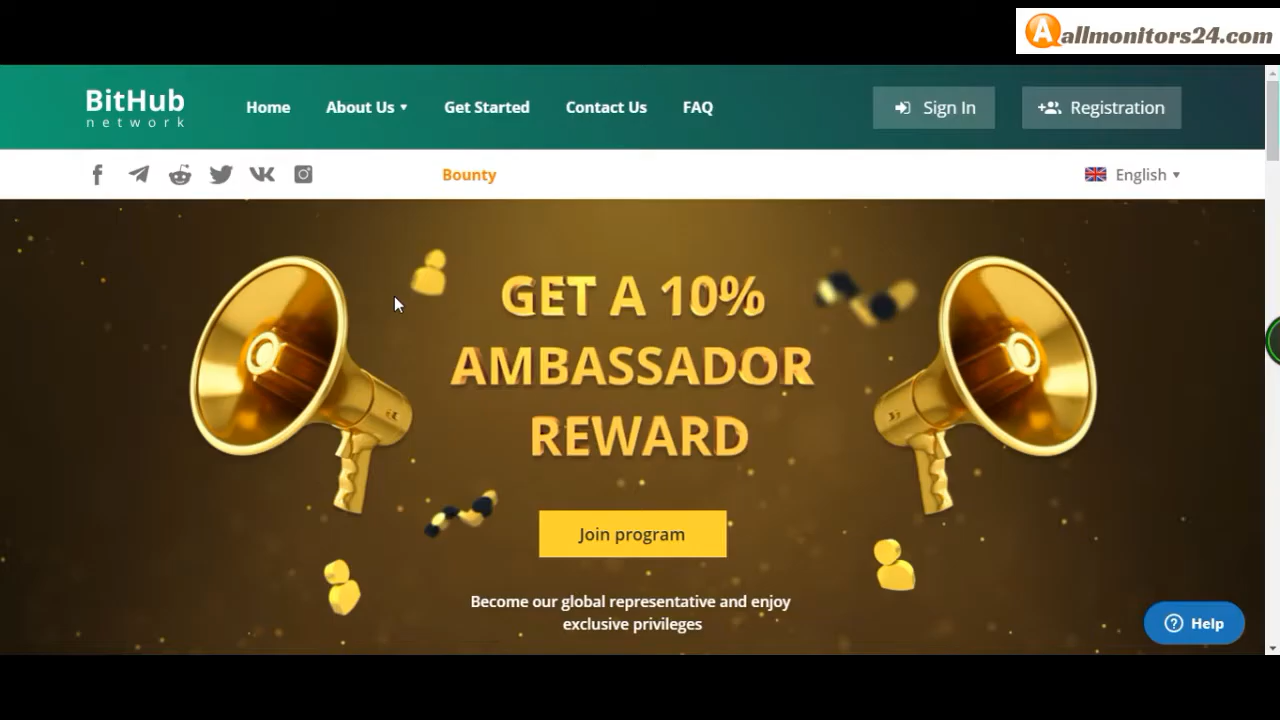 allmonitors24.com
BitHub
network
Home
About Us
Get Started
Contact Us
FAQ
Sign In
Registration
Bounty
English
GET A 10%
AMBASSADOR
REWARD
Join program
Become our global representative and enjoy
exclusive privileges
Help